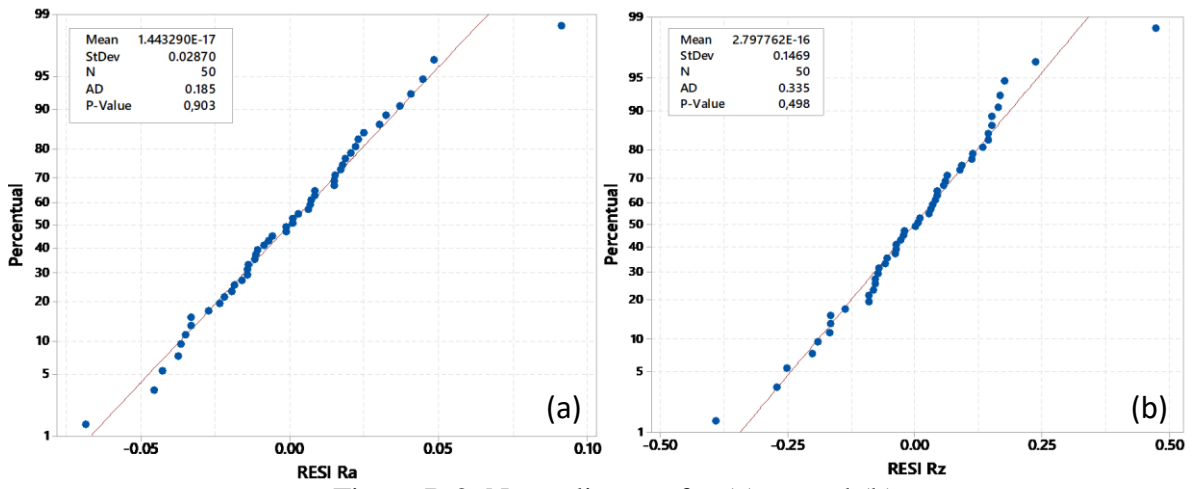 99
95
90
80
70
60
50
40
30
20
10
5
1
Percentual
Mean 1.443290E-17
StDev 0.02870
N 50
AD 0.185
P-Value 0,903
(a)
-0.05 0.00 0.05 0.10
RESI Ra
99
95
90
80
70
60
50
40
30
20
10
5
1
Percentual
Mean 2.797762E-16
StDev 0.1469
N 50
AD 0.335
P-Value 0,498
(b)
-0.50 -0.25 0.00 0.25 0.50
RESI Rz